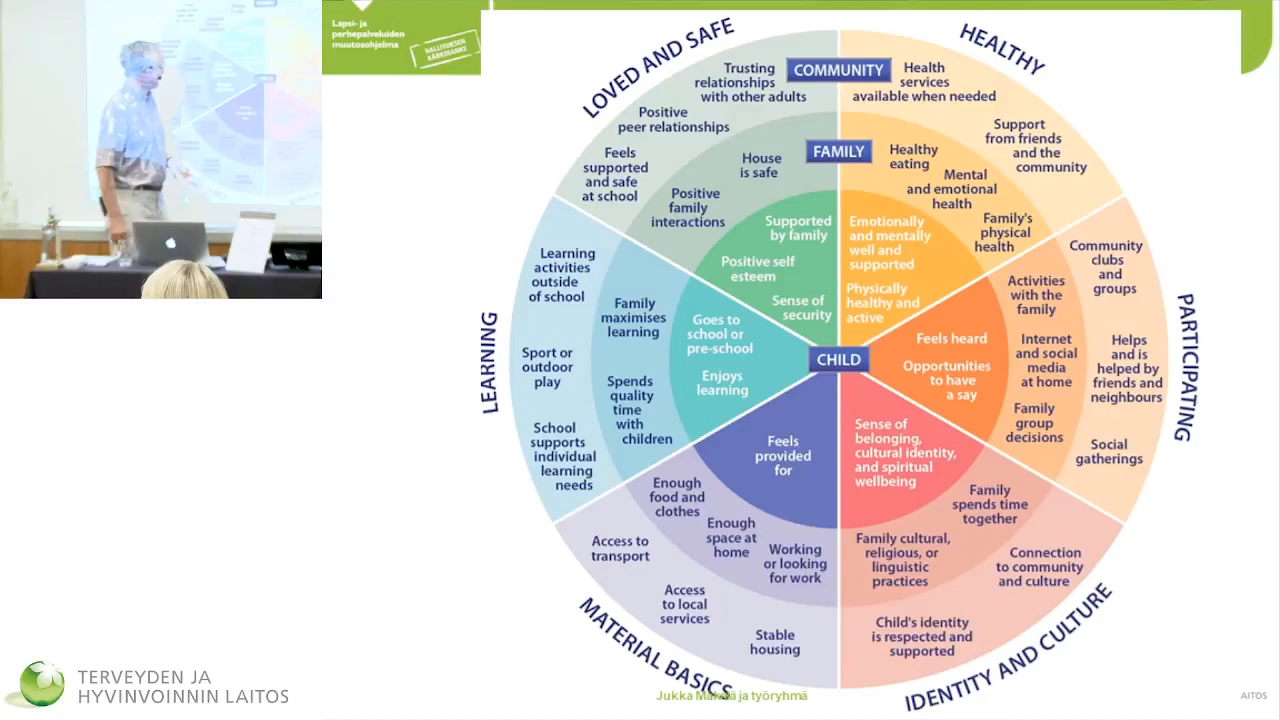 Lapsi- ja
perhepalveluiden
muutosohjelma
HALLITUKSEN
KÄRKIHANKE
LOVED AND SAFE
HEALTHY
PARTICIPATING
IDENTITY AND CULTURE
MATERIAL BASICS
LEARNING
COMMUNITY
FAMILY
CHILD
Trusting
relationships
with other adults
Positive
peer relationships
Feels
supported
and safe
at school
House
is safe
Positive
family
interactions
Supported
by family
Positive self
esteem
Sense of
security
Health
services
available when needed
Support
from friends
and the
community
Healthy
eating
Mental
and emotional
health
Family's
physical
health
Emotionally
and mentally
well and
supported
Physically
healthy and
active
Community
clubs
and
groups
Helps
and is
helped by
friends and
neighbours
Social
gatherings
Activities
with the
family
Internet
and social
media
at home
Family
group
decisions
Feels heard
Opportunities
to have
a say
Sense of
belonging,
cultural identity,
and spiritual
wellbeing
Family
spends time
together
Family cultural,
religious, or
linguistic
practices
Connection
to community
and culture
Child's identity
is respected and
supported
Feels
provided
for
Enough
food and
clothes
Enough
space at
home
Working
or looking
for work
Access to
transport
Access
to local
services
Stable
housing
Goes to
school or
pre-school
Enjoys
learning
Family
maximises
learning
Spends
quality
time
with
children
Learning
activities
outside
of school
Sport or
outdoor
play
School
supports
individual
learning
needs
TERVEYDEN JA
HYVINVOINNIN LAITOS
Jukka Mäkelä ja työryhmä
AITOS